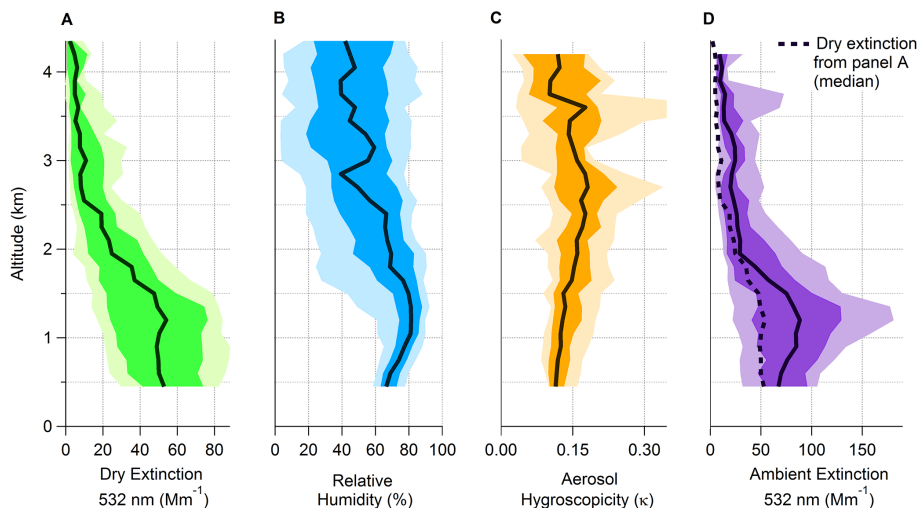 A
B
C
D
Dry extinction
from panel A
(median)
Altitude (km)
4
3
2
1
0
0 20 40 60 80
Dry Extinction
532 nm (Mm⁻¹)
0 20 40 60 80 100
Relative
Humidity (%)
0.00 0.15 0.30
Aerosol
Hygroscopicity (κ)
0 50 100 150
Ambient Extinction
532 nm (Mm⁻¹)